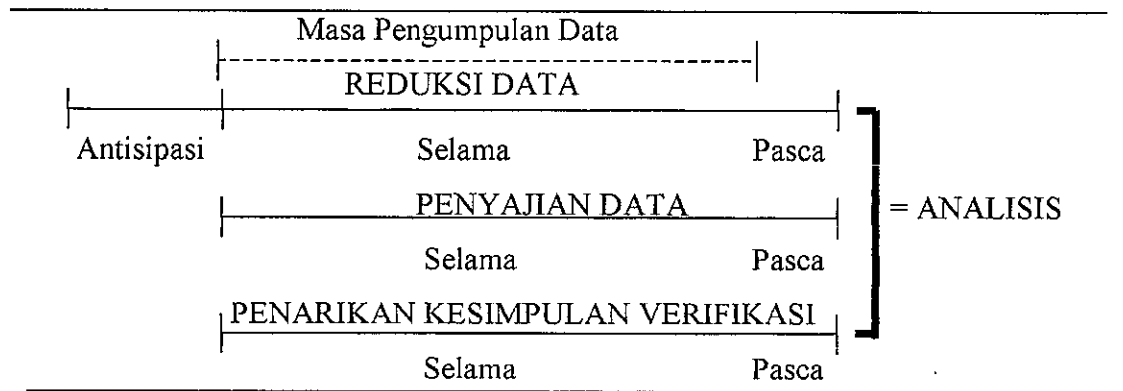 Masa Pengumpulan Data
REDUKSI DATA
Antisipasi Selama Pasca
PENYAJIAN DATA
= ANALISIS
Selama Pasca
PENARIKAN KESIMPULAN VERIFIKASI
Selama Pasca